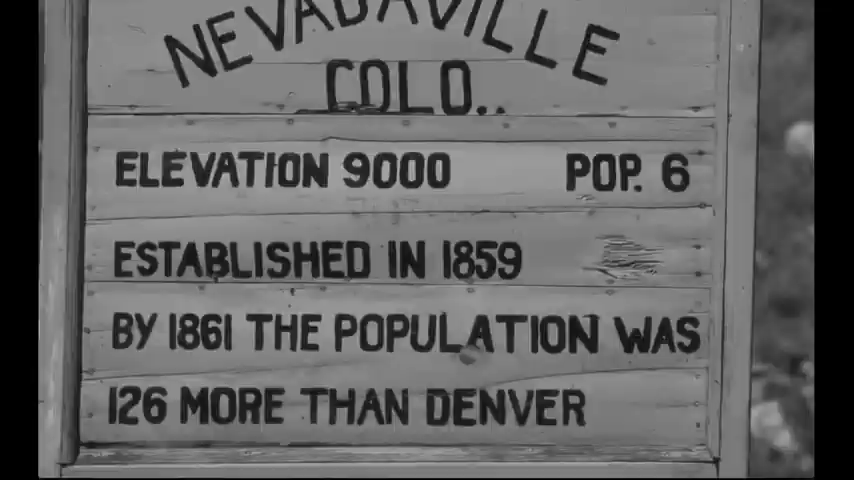 NEVADAVILLE
COLO..
ELEVATION 9000 POP. 6
ESTABLISHED IN 1859
BY 1861 THE POPULATION WAS
126 MORE THAN DENVER